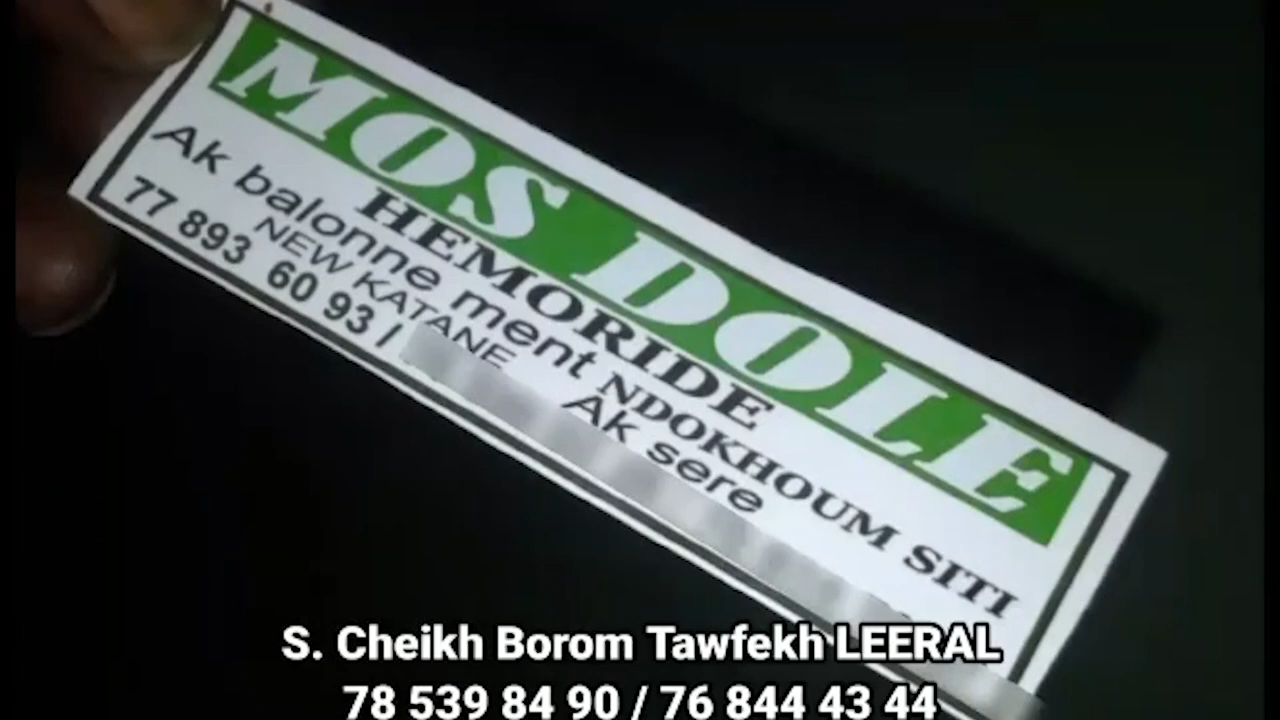 MOS DOLE
HEMORIDE
Ak balonne ment NDOKHOUM SITI
NEW KATANE Ak sere
77 893 60 93 /
S. Cheikh Borom Tawfekh LEERAL
78 539 84 90 / 76 844 43 44